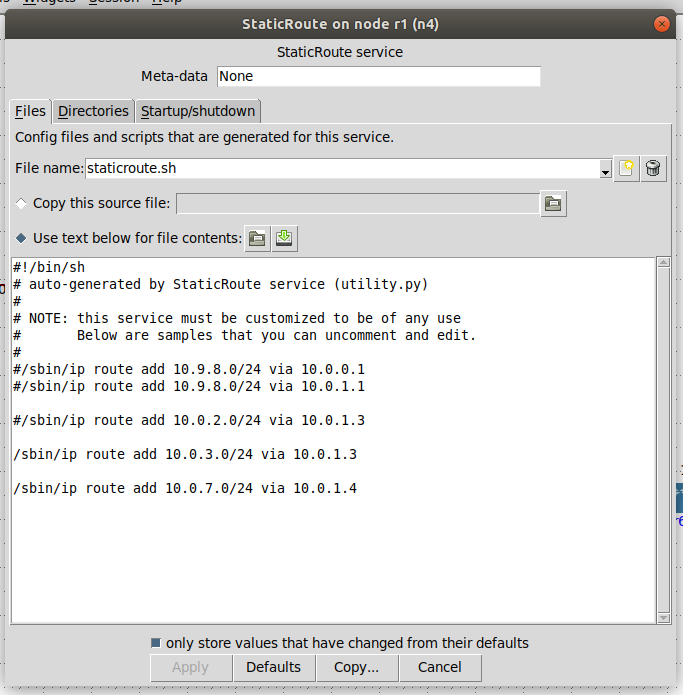 Widgets Session Help
StaticRoute on node r1 (n4)
StaticRoute service
Meta-data None
Files Directories Startup/shutdown
Config files and scripts that are generated for this service.
File name: staticroute.sh
Copy this source file:
Use text below for file contents:
#!/bin/sh
# auto-generated by StaticRoute service (utility.py)
#
# NOTE: this service must be customized to be of any use
#       Below are samples that you can uncomment and edit.
#
#/sbin/ip route add 10.9.8.0/24 via 10.0.0.1
#/sbin/ip route add 10.9.8.0/24 via 10.0.1.1
#/sbin/ip route add 10.0.2.0/24 via 10.0.1.3
/sbin/ip route add 10.0.3.0/24 via 10.0.1.3
/sbin/ip route add 10.0.7.0/24 via 10.0.1.4
only store values that have changed from their defaults
Apply Defaults Copy... Cancel